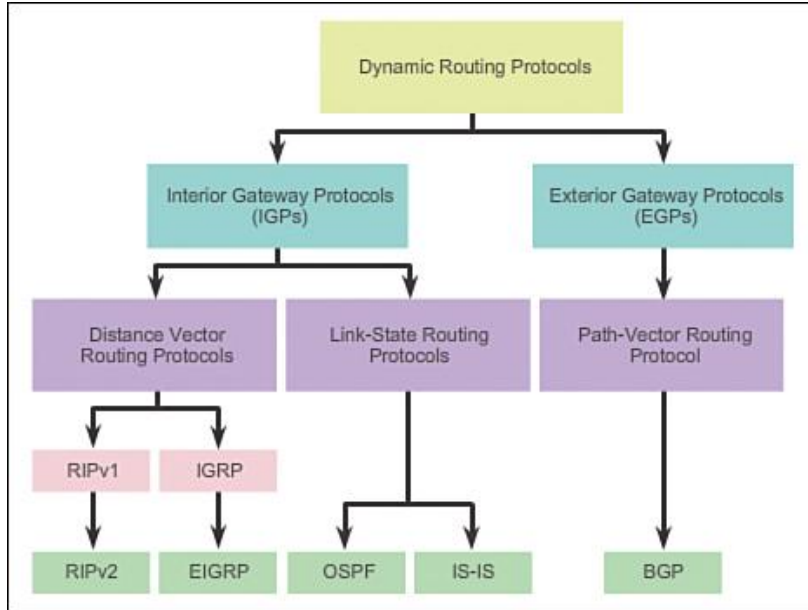 Dynamic Routing Protocols
Interior Gateway Protocols
(IGPs)
Exterior Gateway Protocols
(EGPs)
Distance Vector
Routing Protocols
Link-State Routing
Protocols
Path-Vector Routing
Protocol
RIPv1
IGRP
RIPv2
EIGRP
OSPF
IS-IS
BGP